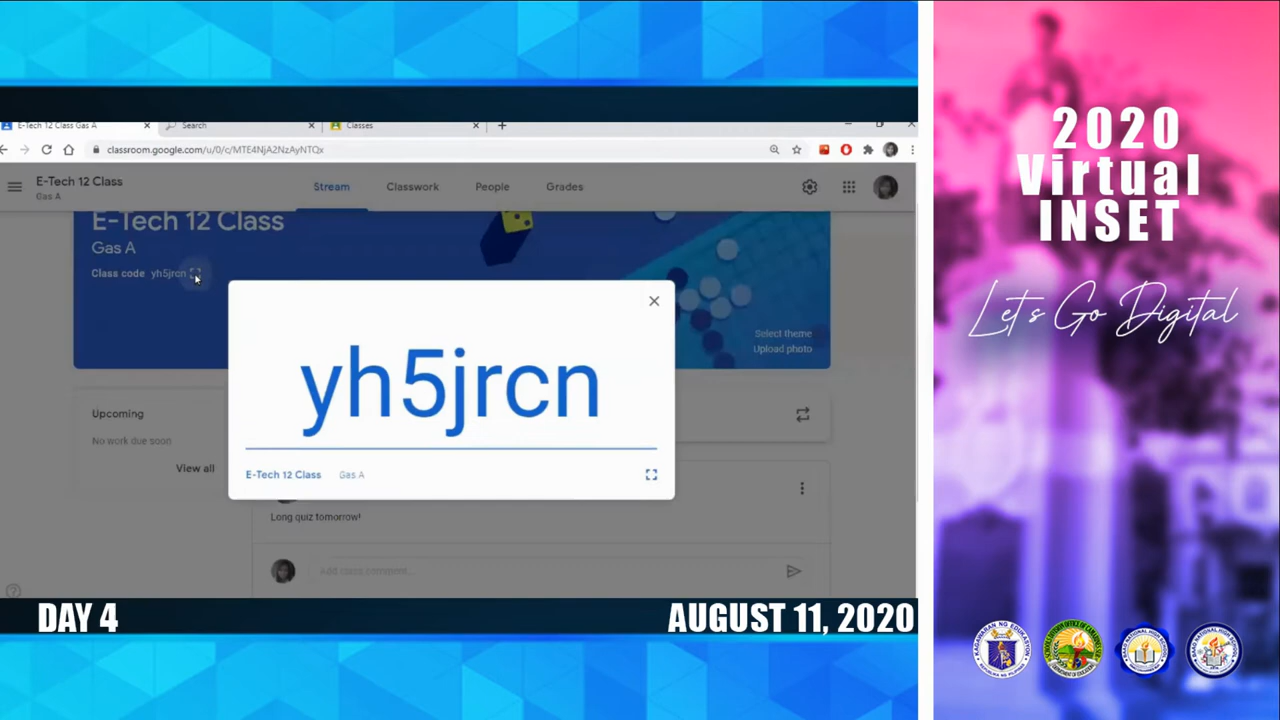 E-Tech 12 Class Gas A
Search
Classes
classroom.google.com/u/0/c/MTE4NjA2NzAyNTQx
E-Tech 12 Class
Gas A
Stream
Classwork
People
Grades
E-Tech 12 Class
Gas A
Class code yh5jrcn
Select theme
Upload photo
yh5jrcn
E-Tech 12 Class Gas A
Upcoming
No work due soon
View all
Long quiz tomorrow!
Add class comment...
DAY 4
AUGUST 11, 2020
2020
Virtual
INSET
Let's Go Digital